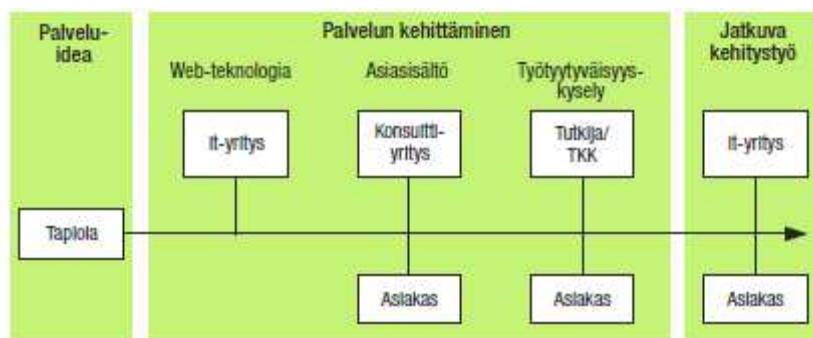 Palvelu-
idea
Palvelun kehittäminen
Jatkuva
kehitystyö
Web-teknologia
Asiasisältö
Työtyytyväisyys-
kysely
It-yritys
Konsultti-
yritys
Tutkija/
TKK
It-yritys
Tapiola
Asiakas
Asiakas
Asiakas